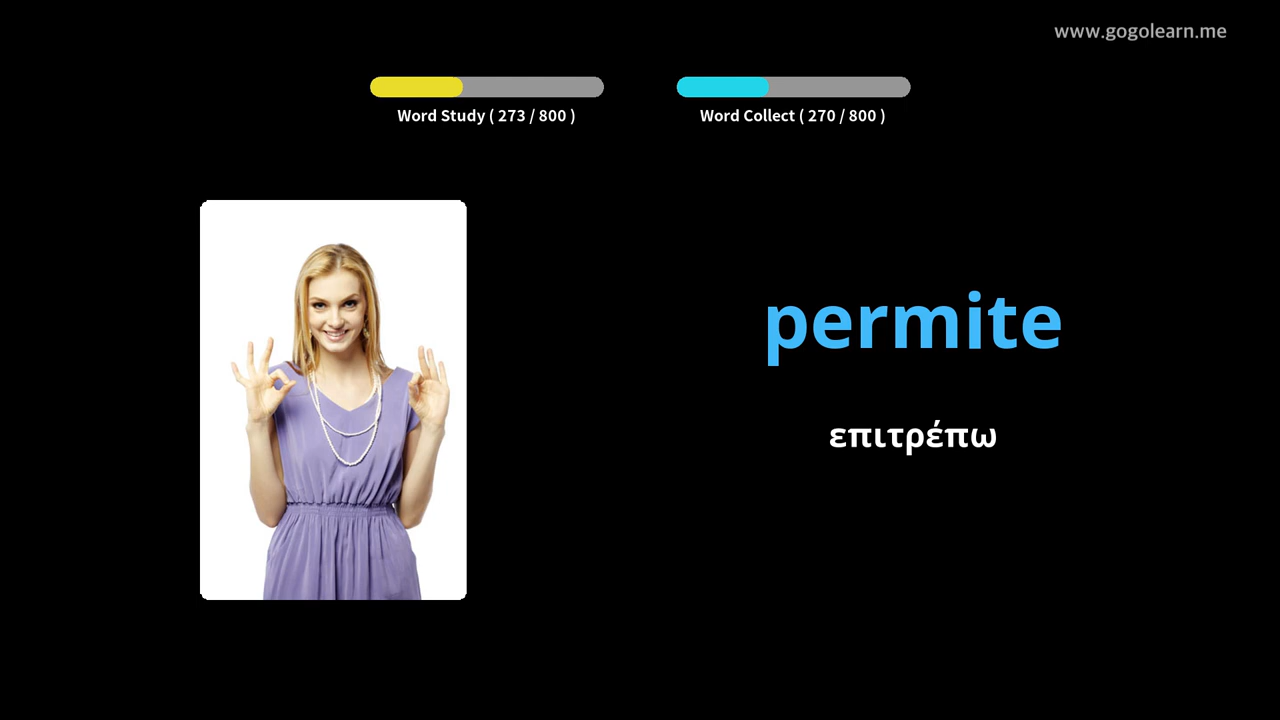 www.gogolearn.me
Word Study ( 273 / 800 )
Word Collect ( 270 / 800 )
permite
επιτρέπω